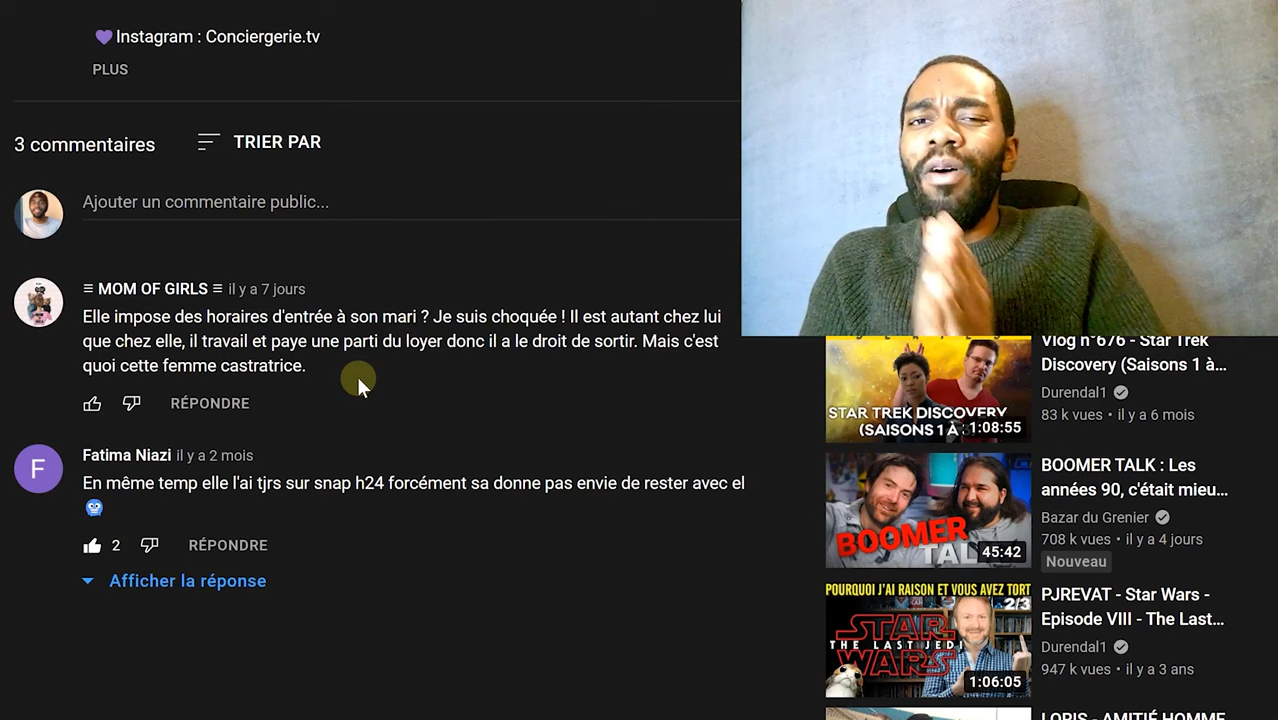 💜 Instagram : Conciergerie.tv
PLUS
3 commentaires
TRIER PAR
Ajouter un commentaire public...
≡ MOM OF GIRLS ≡ il y a 7 jours
Elle impose des horaires d'entrée à son mari ? Je suis choquée ! Il est autant chez lui
que chez elle, il travail et paye une parti du loyer donc il a le droit de sortir. Mais c'est
quoi cette femme castratrice.
RÉPONDRE
F
Fatima Niazi il y a 2 mois
En même temp elle l'ai tjrs sur snap h24 forcément sa donne pas envie de rester avec el
🥶
2 RÉPONDRE
Afficher la réponse
STAR TREK DISCOVERY
(SAISONS 1 À
1:08:55
Vlog n°676 - Star Trek
Discovery (Saisons 1 à...
Durendal1
83 k vues • il y a 6 mois
BOOMER
TALK
45:42
BOOMER TALK : Les
années 90, c'était mieu...
Bazar du Grenier
708 k vues • il y a 4 jours
Nouveau
POURQUOI J'AI RAISON ET VOUS AVEZ TORT
2/3
STAR
THE LAST JEDI
WARS
1:06:05
PJREVAT - Star Wars -
Episode VIII - The Last...
Durendal1
947 k vues • il y a 3 ans
LORIS - AMITIÉ HOMME